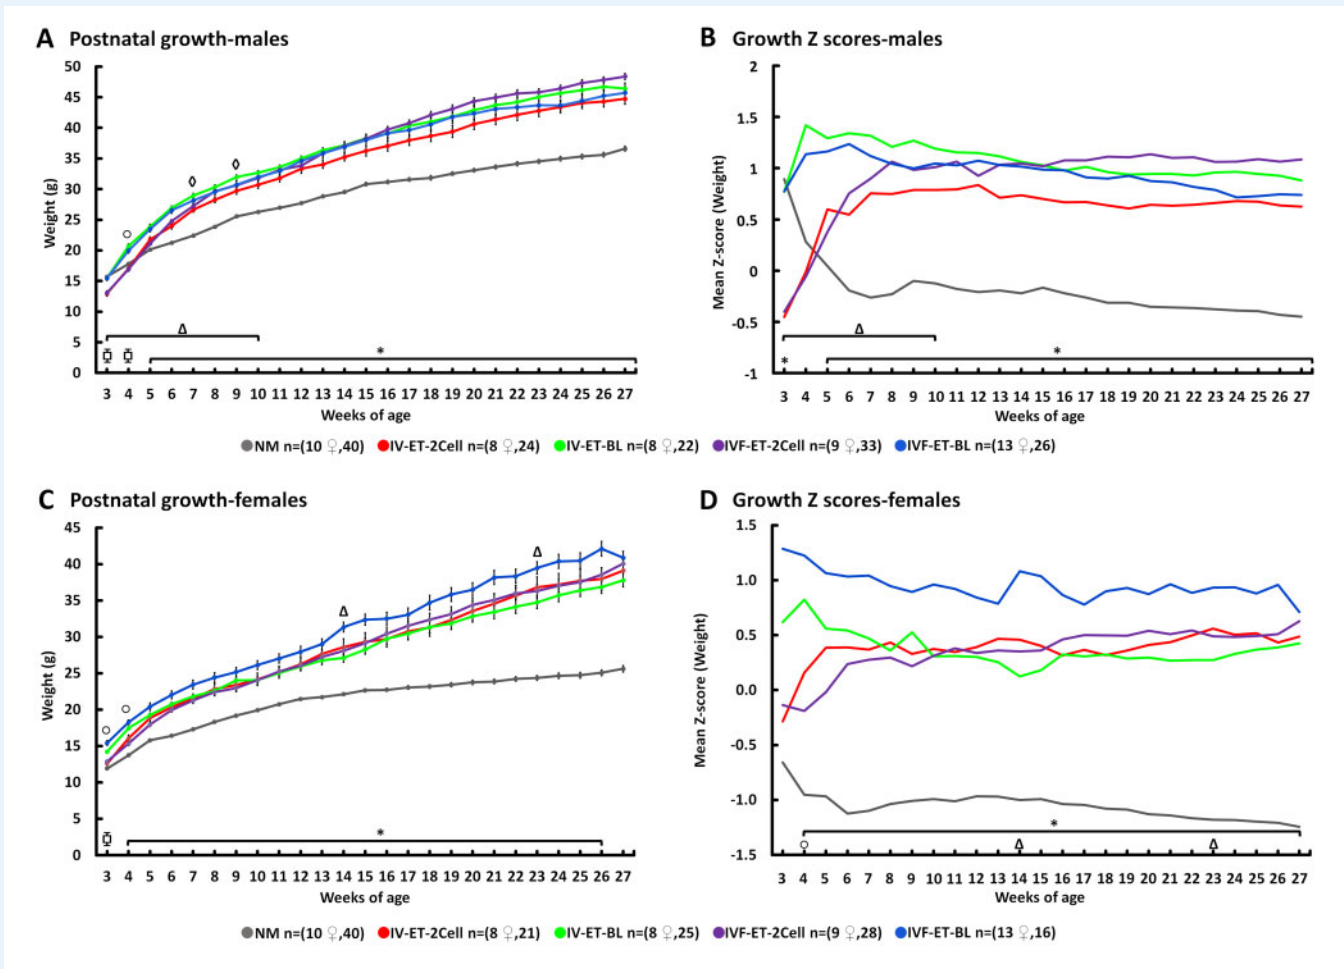 A Postnatal growth-males
50
45
40
35
30
25
20
15
10
5
0
Weight (g)
○
◊
◊
Δ
*
3 4 5 6 7 8 9 10 11 12 13 14 15 16 17 18 19 20 21 22 23 24 25 26 27
Weeks of age
B Growth Z scores-males
2
1.5
1
0.5
0
-0.5
-1
Mean Z-score (Weight)
Δ
*
*
3 4 5 6 7 8 9 10 11 12 13 14 15 16 17 18 19 20 21 22 23 24 25 26 27
Weeks of age
NM n=(10 ♀,40) IV-ET-2Cell n=(8 ♀,24) IV-ET-BL n=(8 ♀,22) IVF-ET-2Cell n=(9 ♀,33) IVF-ET-BL n=(13 ♀,26)
C Postnatal growth-females
45
40
35
30
25
20
15
10
5
0
Weight (g)
○
○
Δ
Δ
*
3 4 5 6 7 8 9 10 11 12 13 14 15 16 17 18 19 20 21 22 23 24 25 26 27
Weeks of age
D Growth Z scores-females
1.5
1.0
0.5
0.0
-0.5
-1.0
-1.5
Mean Z-score (Weight)
*
○ Δ Δ
3 4 5 6 7 8 9 10 11 12 13 14 15 16 17 18 19 20 21 22 23 24 25 26 27
Weeks of age
NM n=(10 ♀,40) IV-ET-2Cell n=(8 ♀,21) IV-ET-BL n=(8 ♀,25) IVF-ET-2Cell n=(9 ♀,28) IVF-ET-BL n=(13 ♀,16)